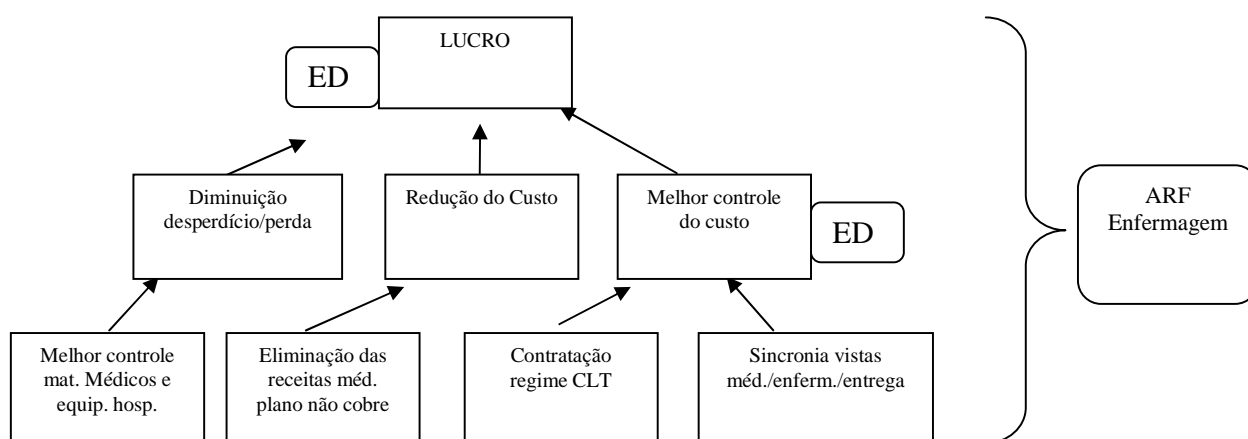 LUCRO
ED
Diminuição
desperdício/perda
Redução do Custo
Melhor controle
do custo
ED
ARF
Enfermagem
Melhor controle
mat. Médicos e
equip. hosp.
Eliminação das
receitas méd.
plano não cobre
Contratação
regime CLT
Sincronia vistas
méd./enferm./entrega